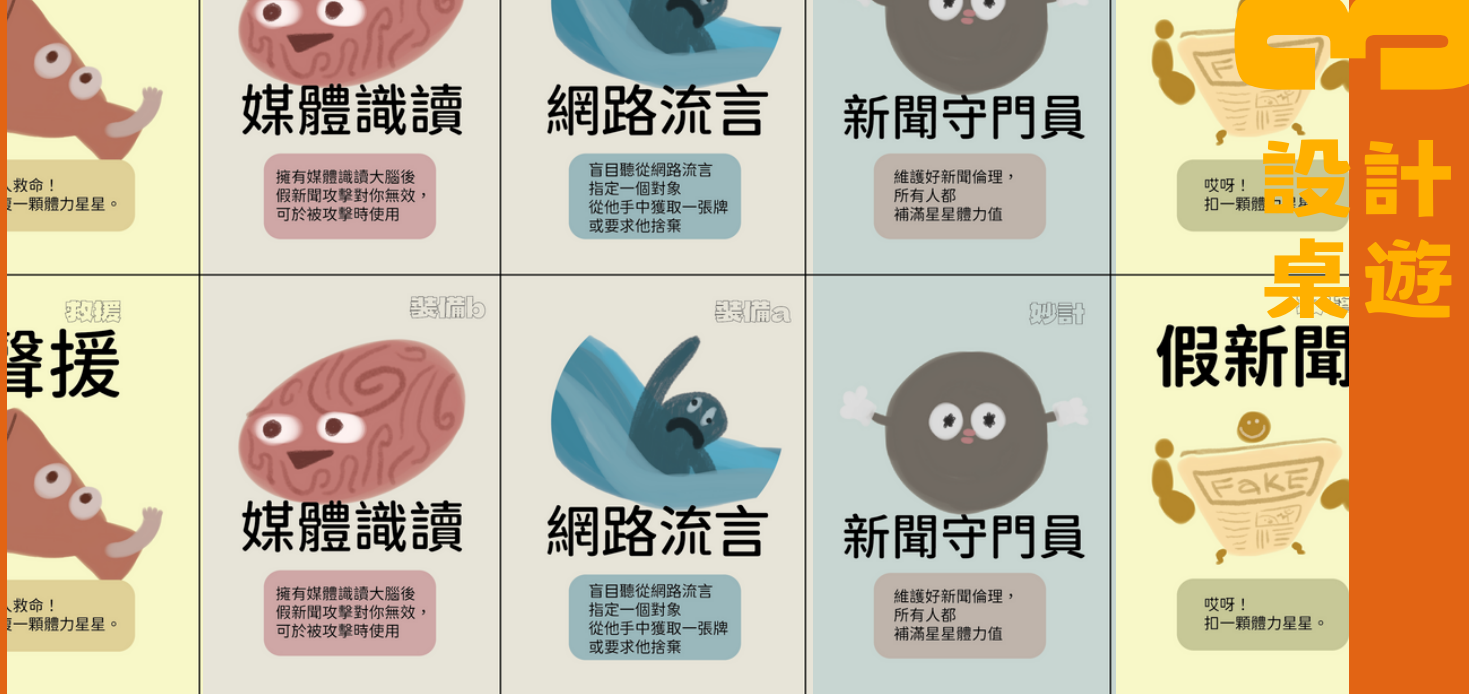 媒體識讀
擁有媒體識讀大腦後
假新聞攻擊對你無效，
可於被攻擊時使用
網路流言
盲目聽從網路流言
指定一個對象
從他手中獲取一張牌
或要求他捨棄
新聞守門員
維護好新聞倫理，
所有人都
補滿星星體力值
哎呀！
扣一顆體力星星
設計
桌遊
救命！
一顆體力星星。
救援
聲援
救命！
一顆體力星星。
裝備b
媒體識讀
擁有媒體識讀大腦後
假新聞攻擊對你無效，
可於被攻擊時使用
裝備a
網路流言
盲目聽從網路流言
指定一個對象
從他手中獲取一張牌
或要求他捨棄
妙計
新聞守門員
維護好新聞倫理，
所有人都
補滿星星體力值
假新聞
FAKE
哎呀！
扣一顆體力星星。